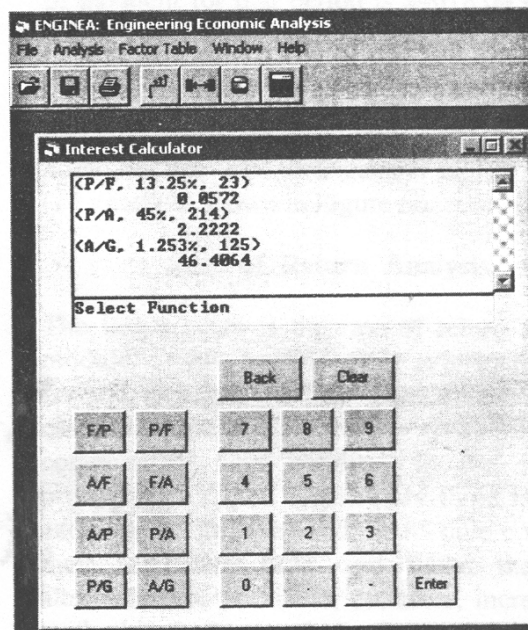 ENGINEA: Engineering Economic Analysis
File Analysis Factor Table Window Help
Interest Calculator
(P/F, 13.25%, 23)
0.0572
(P/A, 45%, 214)
2.2222
(A/G, 1.253%, 125)
46.4064
Select Function
Back Clear
F/P P/F 7 8 9
A/F F/A 4 5 6
A/P P/A 1 2 3
P/G A/G 0 . - Enter